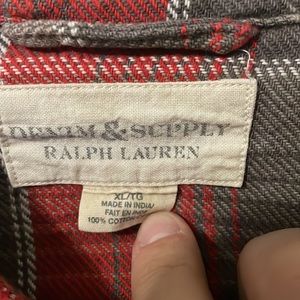 DENIM & SUPPLY
RALPH LAUREN
XL/TG
MADE IN INDIA
FAIT EN INDE
100% COTTON